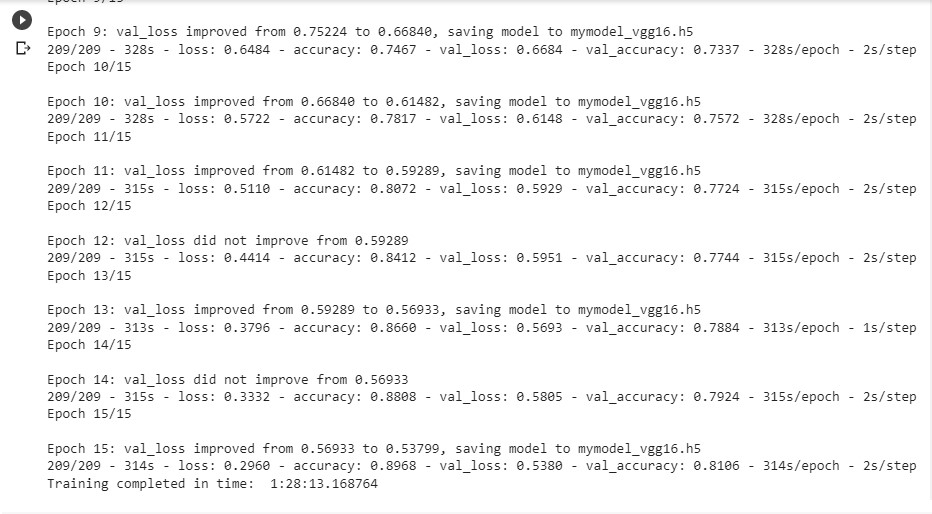 Epoch 9/15
Epoch 9: val_loss improved from 0.75224 to 0.66840, saving model to mymodel_vgg16.h5
209/209 - 328s - loss: 0.6484 - accuracy: 0.7467 - val_loss: 0.6684 - val_accuracy: 0.7337 - 328s/epoch - 2s/step
Epoch 10/15
Epoch 10: val_loss improved from 0.66840 to 0.61482, saving model to mymodel_vgg16.h5
209/209 - 328s - loss: 0.5722 - accuracy: 0.7817 - val_loss: 0.6148 - val_accuracy: 0.7572 - 328s/epoch - 2s/step
Epoch 11/15
Epoch 11: val_loss improved from 0.61482 to 0.59289, saving model to mymodel_vgg16.h5
209/209 - 315s - loss: 0.5110 - accuracy: 0.8072 - val_loss: 0.5929 - val_accuracy: 0.7724 - 315s/epoch - 2s/step
Epoch 12/15
Epoch 12: val_loss did not improve from 0.59289
209/209 - 315s - loss: 0.4414 - accuracy: 0.8412 - val_loss: 0.5951 - val_accuracy: 0.7744 - 315s/epoch - 2s/step
Epoch 13/15
Epoch 13: val_loss improved from 0.59289 to 0.56933, saving model to mymodel_vgg16.h5
209/209 - 313s - loss: 0.3796 - accuracy: 0.8660 - val_loss: 0.5693 - val_accuracy: 0.7884 - 313s/epoch - 1s/step
Epoch 14/15
Epoch 14: val_loss did not improve from 0.56933
209/209 - 315s - loss: 0.3332 - accuracy: 0.8808 - val_loss: 0.5805 - val_accuracy: 0.7924 - 315s/epoch - 2s/step
Epoch 15/15
Epoch 15: val_loss improved from 0.56933 to 0.53799, saving model to mymodel_vgg16.h5
209/209 - 314s - loss: 0.2960 - accuracy: 0.8968 - val_loss: 0.5380 - val_accuracy: 0.8106 - 314s/epoch - 2s/step
Training completed in time:  1:28:13.168764